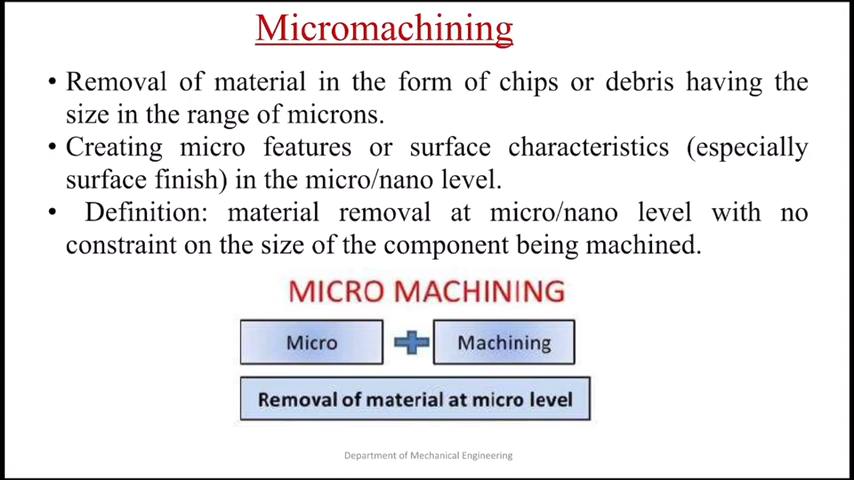 Micromachining
• Removal of material in the form of chips or debris having the
size in the range of microns.
• Creating micro features or surface characteristics (especially
surface finish) in the micro/nano level.
• Definition: material removal at micro/nano level with no
constraint on the size of the component being machined.
MICRO MACHINING
Micro
Machining
Removal of material at micro level
Department of Mechanical Engineering